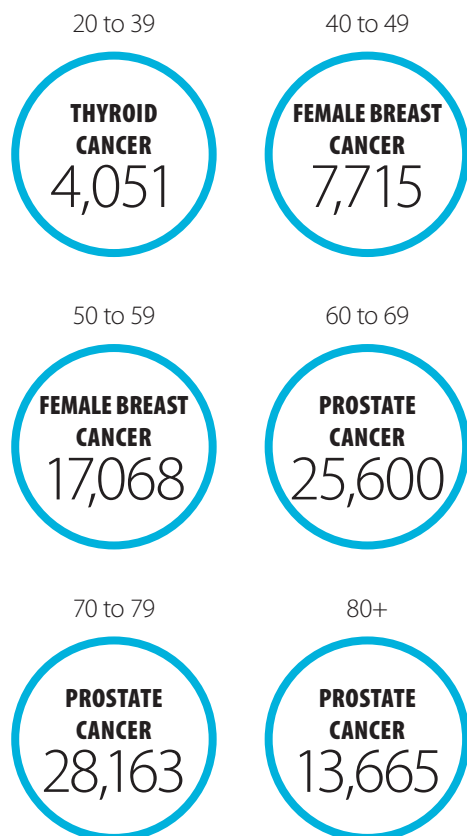 20 to 39
THYROID
CANCER
4,051
40 to 49
FEMALE BREAST
CANCER
7,715
50 to 59
FEMALE BREAST
CANCER
17,068
60 to 69
PROSTATE
CANCER
25,600
70 to 79
PROSTATE
CANCER
28,163
80+
PROSTATE
CANCER
13,665